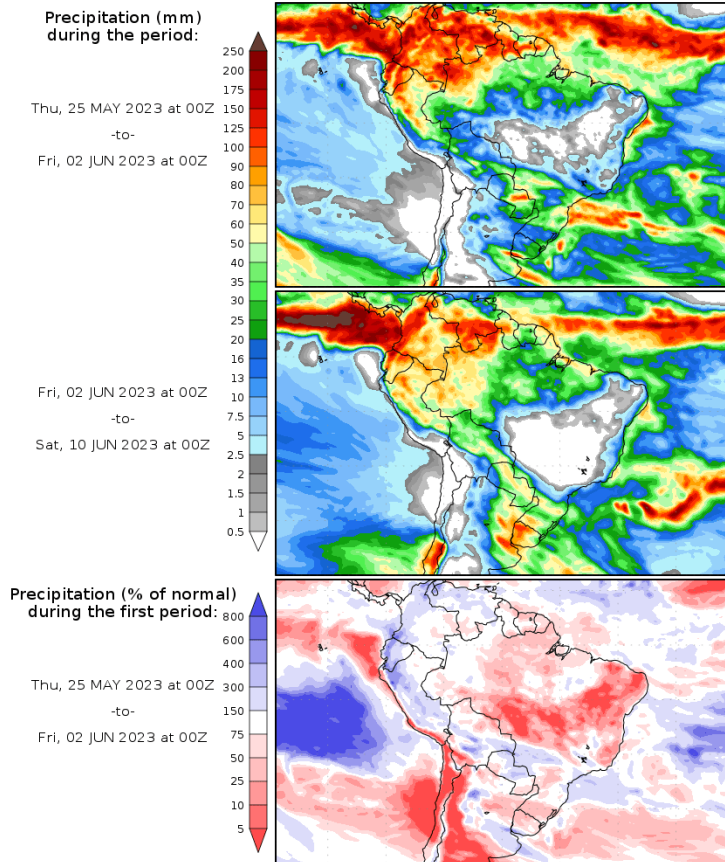 Precipitation (mm)
during the period:
Thu, 25 MAY 2023 at 00Z
-to-
Fri, 02 JUN 2023 at 00Z
250
200
175
150
125
100
90
80
70
60
50
40
35
30
25
20
16
13
10
7.5
5
2.5
2
1.5
1
0.5
Fri, 02 JUN 2023 at 00Z
-to-
Sat, 10 JUN 2023 at 00Z
Precipitation (% of normal)
during the first period:
Thu, 25 MAY 2023 at 00Z
-to-
Fri, 02 JUN 2023 at 00Z
800
600
400
300
150
75
50
25
10
5